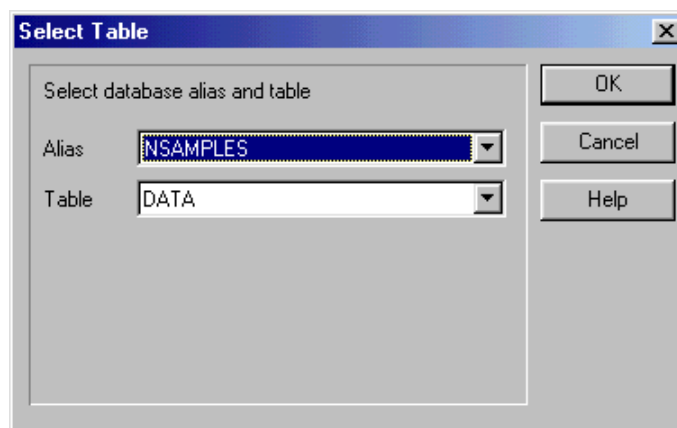 Select Table
Select database alias and table
Alias NSAMPLES
Table DATA
OK
Cancel
Help